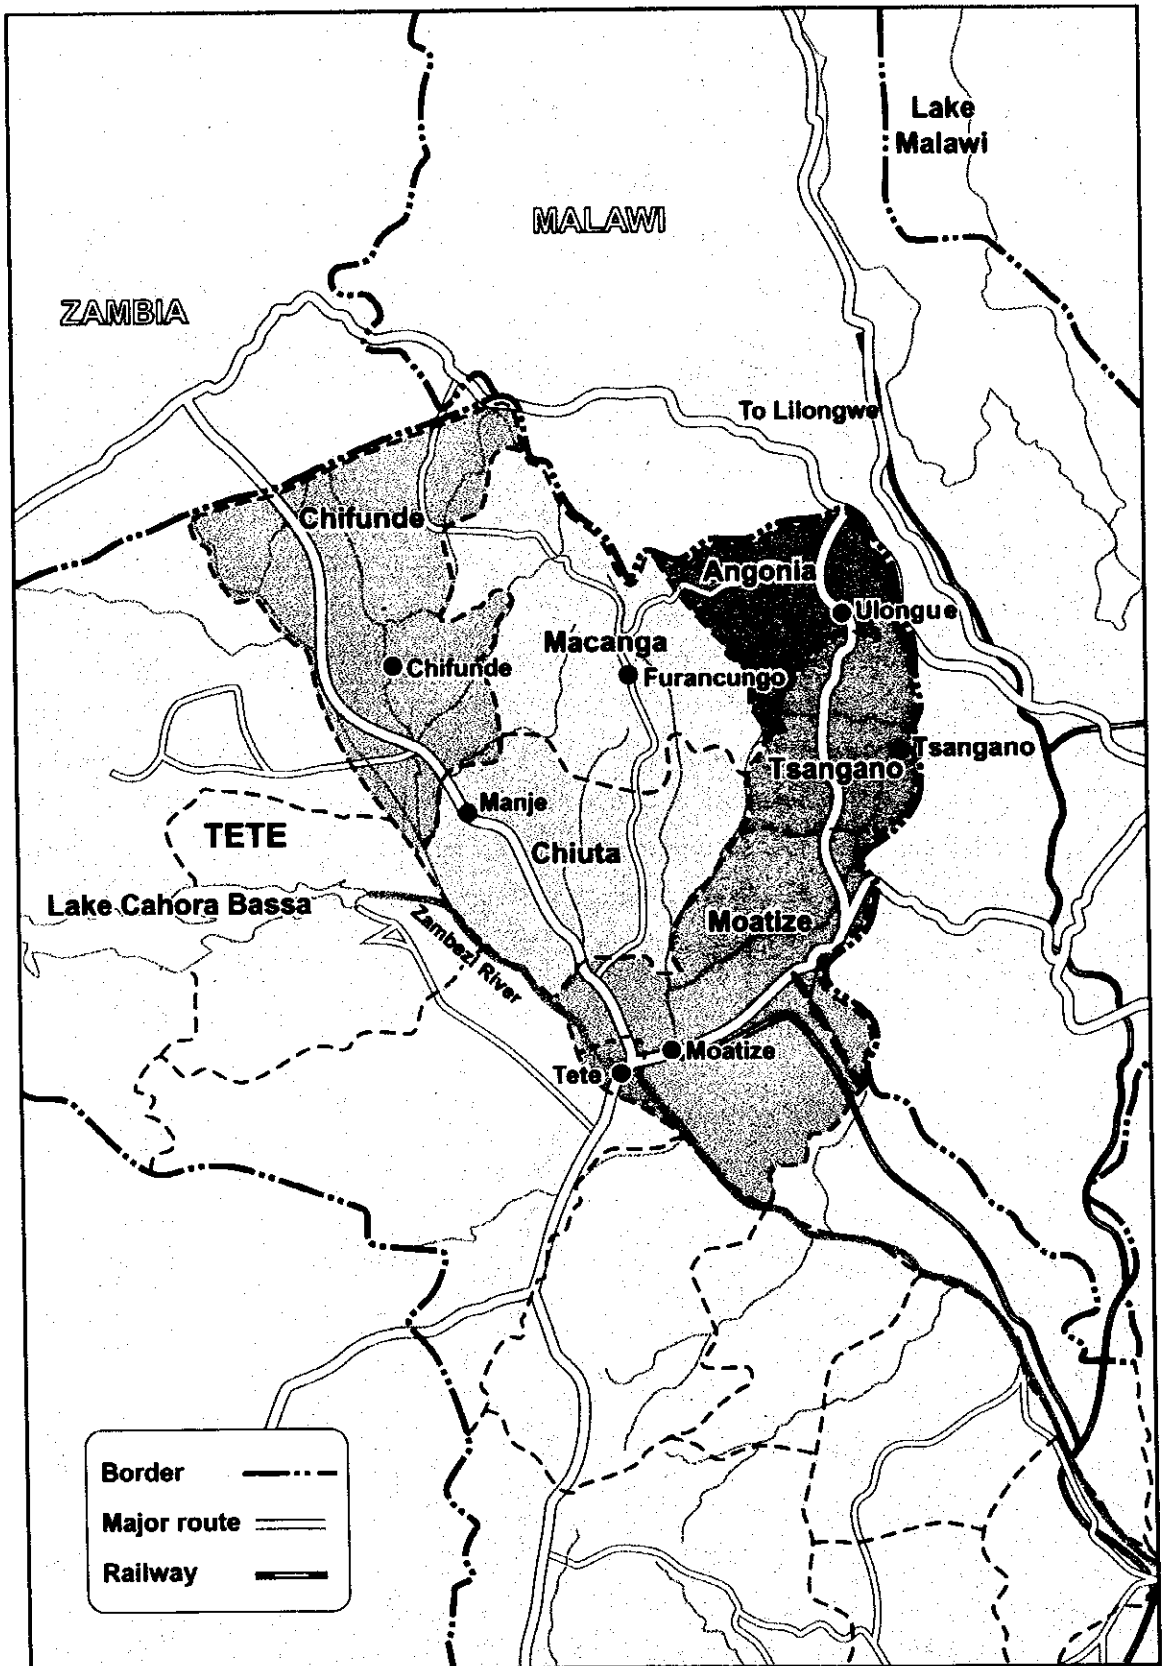 Lake
Malawi
MALAWI
ZAMBIA
To Lilongwe
Chifunde
Angonia
Ulongue
Macanga
Chifunde
Furancungo
Tsangano
Tsangano
Manje
TETE
Chiuta
Lake Cahora Bassa
Moatize
Zambezi River
Moatize
Tete
Border
Major route
Railway